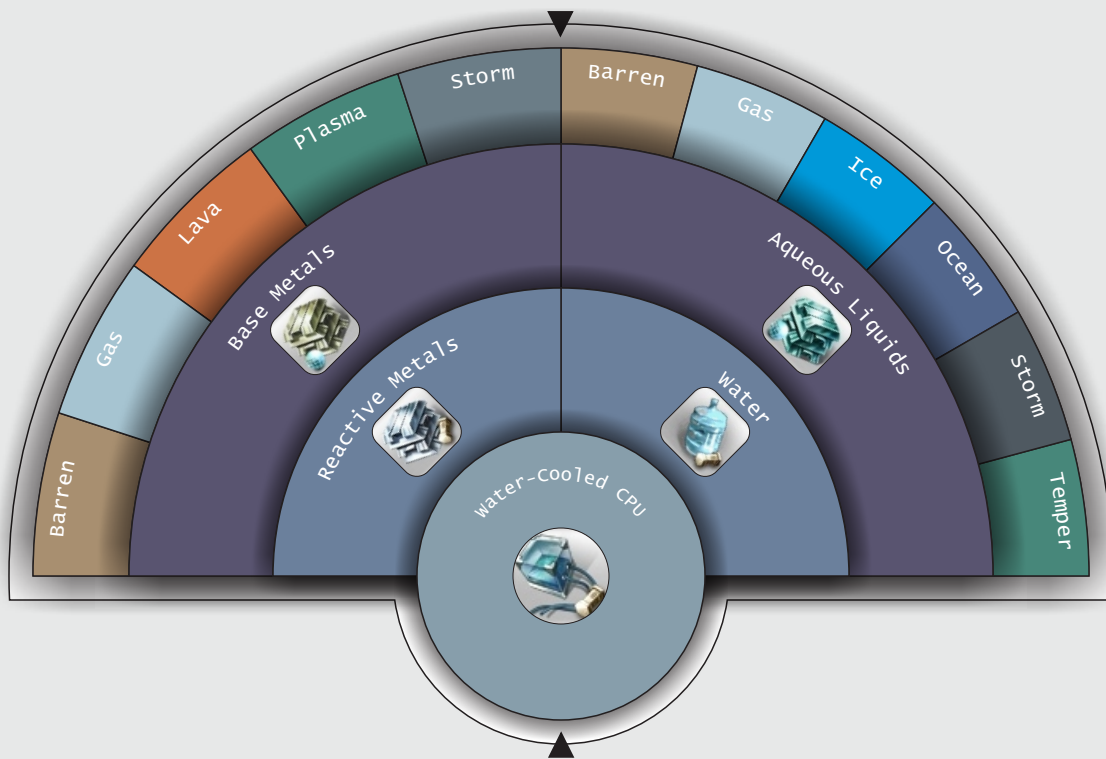 Barren
Gas
Lava
Plasma
Storm
Barren
Gas
Ice
Ocean
Storm
Temper
Base Metals
Aqueous Liquids
Reactive Metals
Water
Water-Cooled CPU